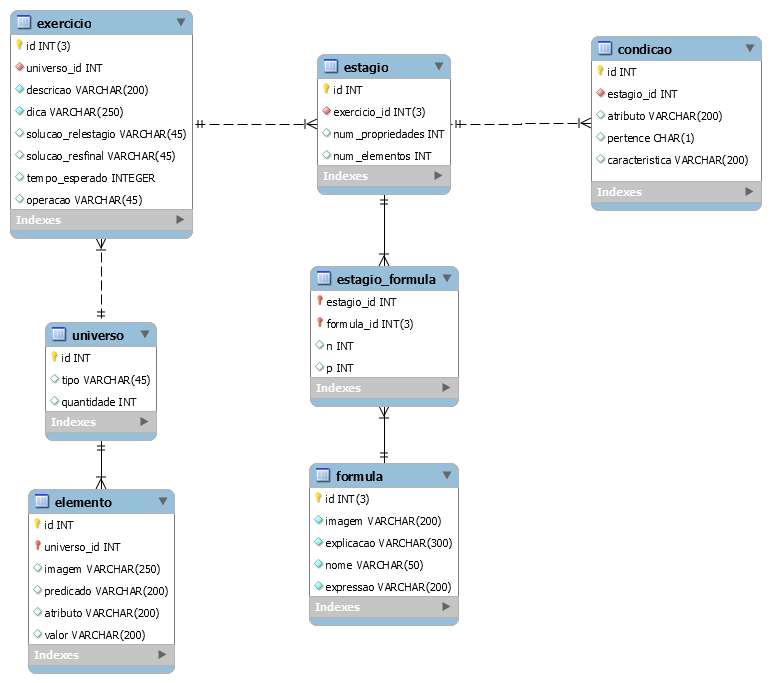 exercicio
id INT(3)
universo_id INT
descricao VARCHAR(200)
dica VARCHAR(250)
solucao_relestagio VARCHAR(45)
solucao_resfinal VARCHAR(45)
tempo_esperado INTEGER
operacao VARCHAR(45)
Indexes
estagio
id INT
exercicio_id INT(3)
num_propriedades INT
num_elementos INT
Indexes
condicao
id INT
estagio_id INT
atributo VARCHAR(200)
pertence CHAR(1)
caracteristica VARCHAR(200)
Indexes
universo
id INT
tipo VARCHAR(45)
quantidade INT
Indexes
estagio_formula
estagio_id INT
formula_id INT(3)
n INT
p INT
Indexes
elemento
id INT
universo_id INT
imagem VARCHAR(250)
predicado VARCHAR(200)
atributo VARCHAR(200)
valor VARCHAR(200)
Indexes
formula
id INT(3)
imagem VARCHAR(200)
explicacao VARCHAR(300)
nome VARCHAR(50)
expressao VARCHAR(200)
Indexes